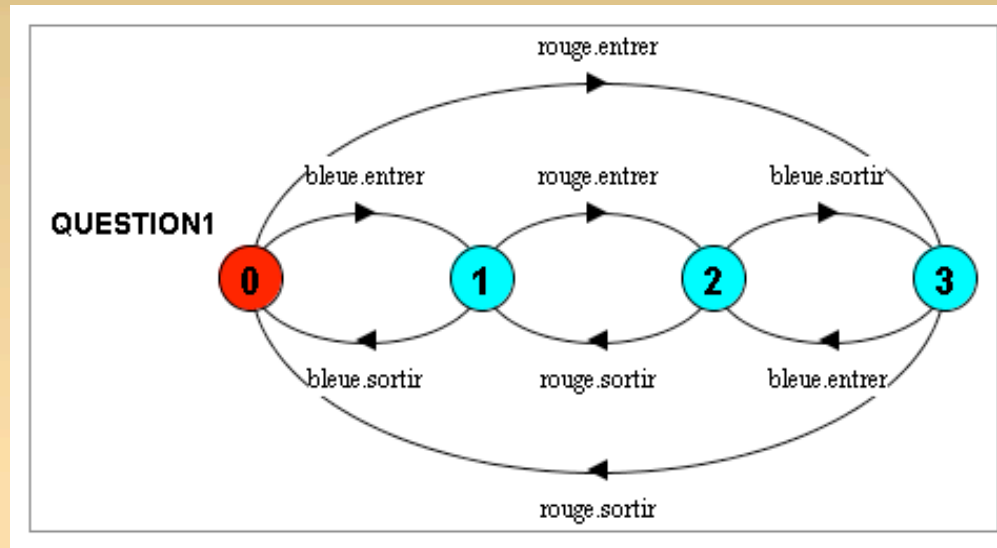 rouge.entrer
bleue.entrer rouge.entrer bleue.sortir
QUESTION1
0 1 2 3
bleue.sortir rouge.sortir bleue.entrer
rouge.sortir